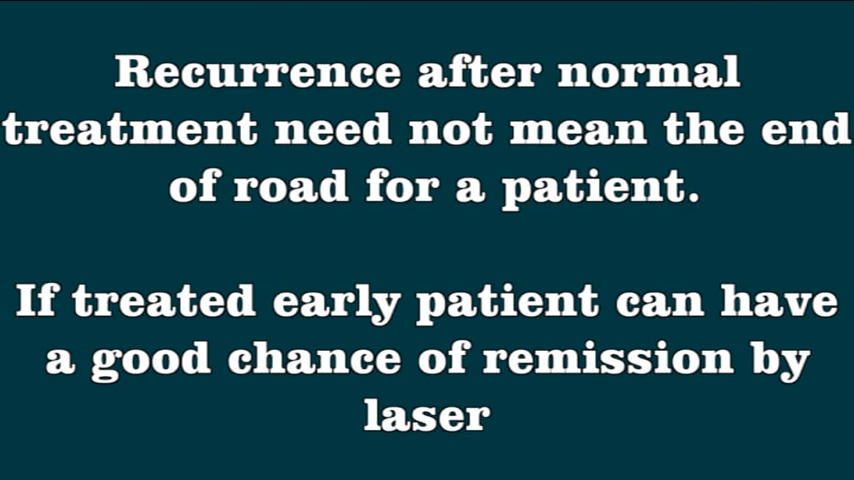 Recurrence after normal
treatment need not mean the end
of road for a patient.
If treated early patient can have
a good chance of remission by
laser